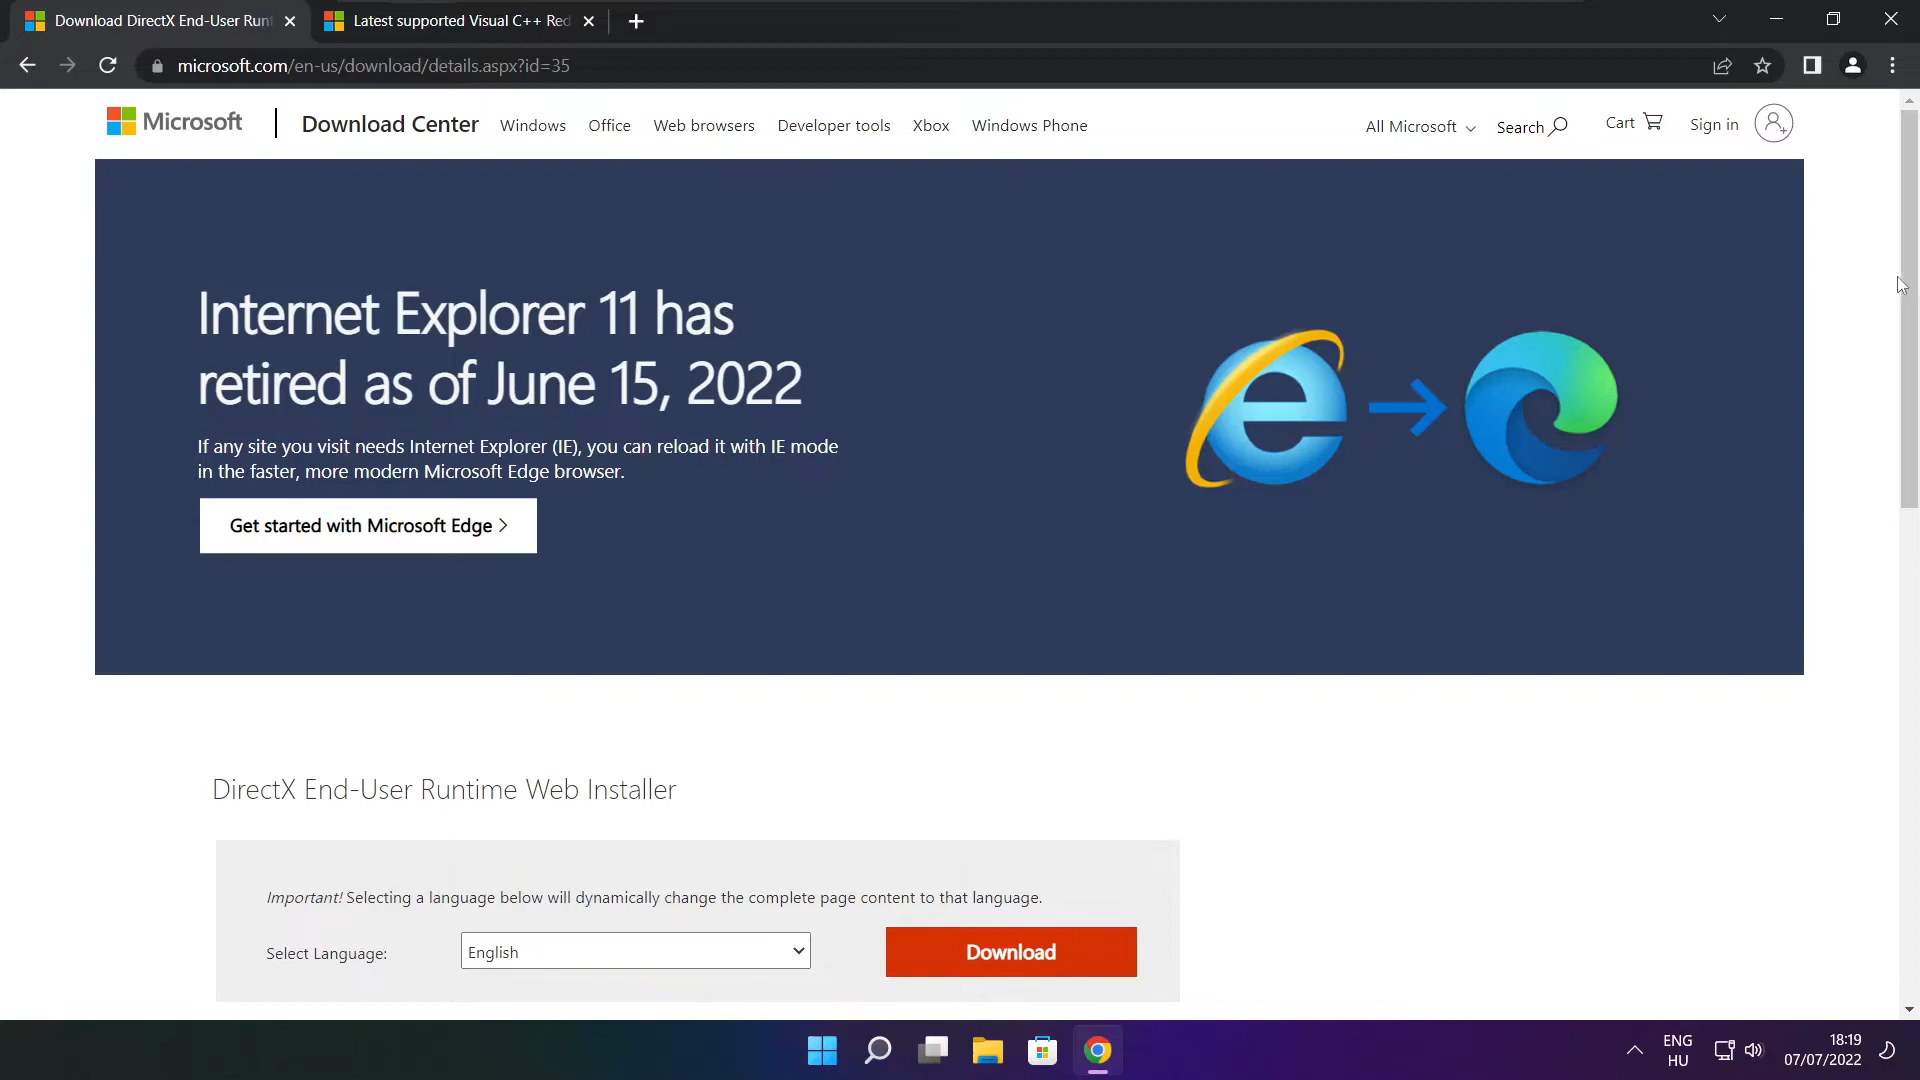 Download DirectX End-User Runt
Latest supported Visual C++ Red
microsoft.com/en-us/download/details.aspx?id=35
Microsoft
Download Center
Windows
Office
Web browsers
Developer tools
Xbox
Windows Phone
All Microsoft
Search
Cart
Sign in
Internet Explorer 11 has
retired as of June 15, 2022
If any site you visit needs Internet Explorer (IE), you can reload it with IE mode
in the faster, more modern Microsoft Edge browser.
Get started with Microsoft Edge >
DirectX End-User Runtime Web Installer
Important! Selecting a language below will dynamically change the complete page content to that language.
Select Language:
English
Download
ENG
HU
18:19
07/07/2022